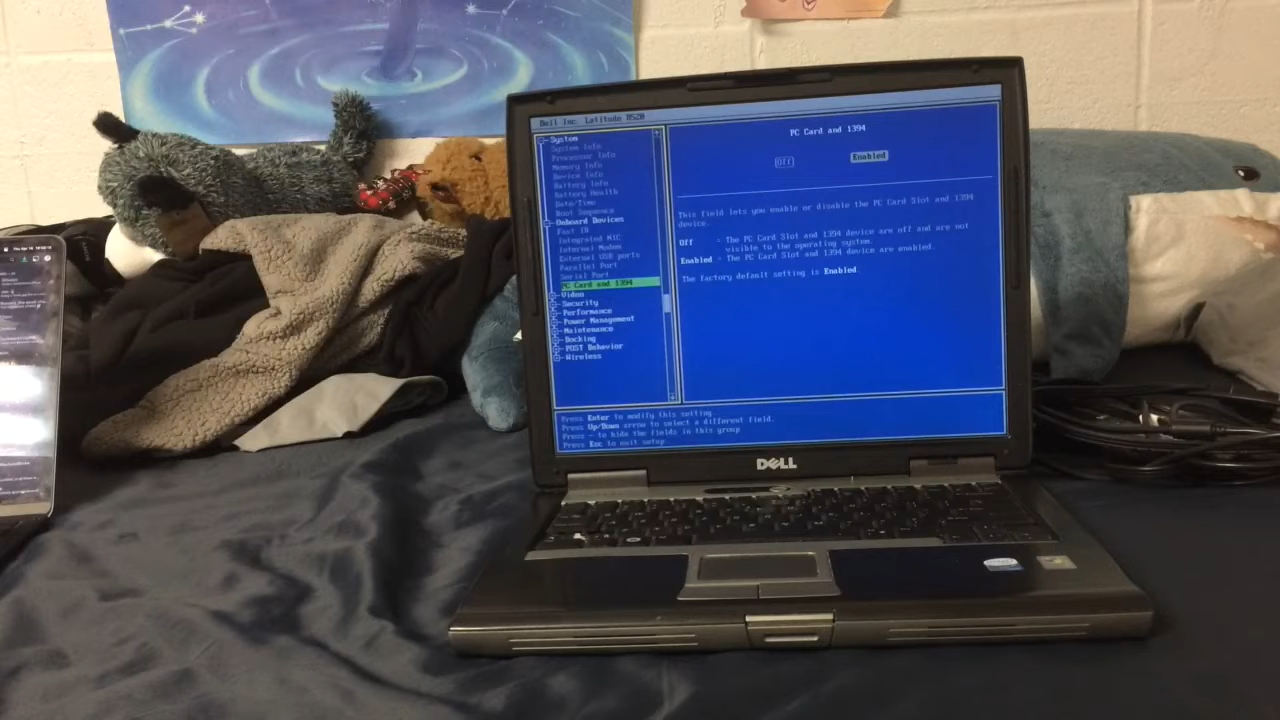 Dell Inc. Latitude D520
System
System Info
Processor Info
Memory Info
Device Info
Battery Info
Battery Health
Date/Time
Boot Sequence
Onboard Devices
Fast IR
Integrated NIC
Internal Modem
External USB ports
Parallel Port
Serial Port
PC Card and 1394
Video
Security
Performance
Power Management
Maintenance
Docking
POST Behavior
Wireless
PC Card and 1394
Off Enabled
This field lets you enable or disable the PC Card Slot and 1394
device.
Off = The PC Card Slot and 1394 device are off and are not
visible to the operating system.
Enabled = The PC Card Slot and 1394 device are enabled.
The factory default setting is Enabled.
Press Enter to modify this setting.
Press Up/Down arrow to select a different field.
Press - to hide the fields in this group
Press Esc to exit setup
DELL